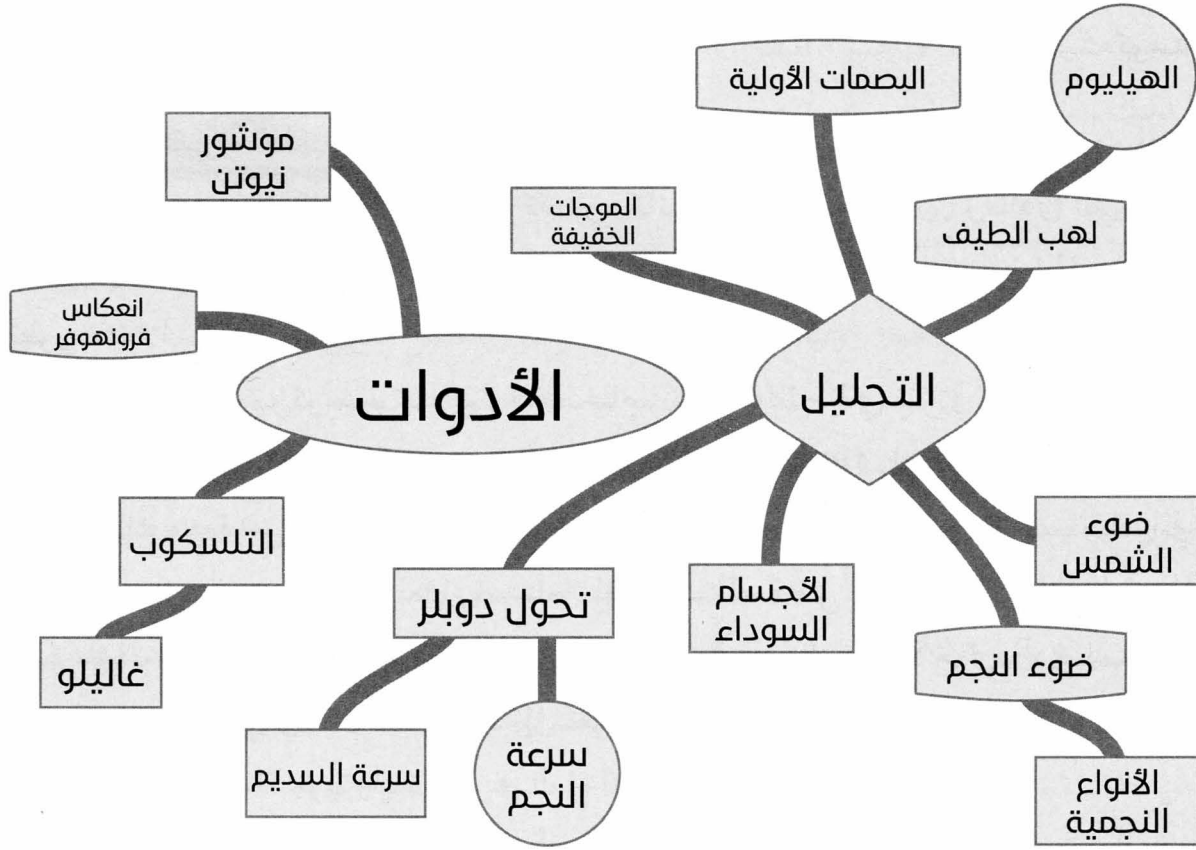 الهيليوم
البصمات الأولية
لهب الطيف
الموجات
الخفيفة
موشور
نيوتن
انعكاس
فرونهوفر
التحليل
الأدوات
ضوء
الشمس
التلسكوب
الأجسام
السوداء
تحول دوبلر
ضوء النجم
غاليلو
سرعة
النجم
سرعة السديم
الأنواع
النجمية